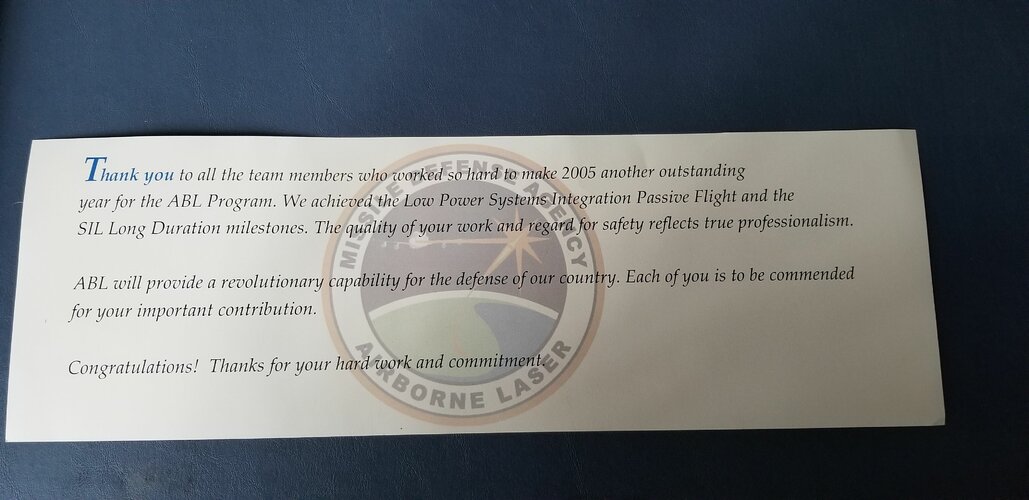 Thank you to all the team members who worked so hard to make 2005 another outstanding
year for the ABL Program. We achieved the Low Power Systems Integration Passive Flight and the
SIL Long Duration milestones. The quality of your work and regard for safety reflects true professionalism.
ABL will provide a revolutionary capability for the defense of our country. Each of you is to be commended
for your important contribution.
Congratulations! Thanks for your hard work and commitment.
MISSILE DEFENSE AGENCY
AIRBORNE LASER